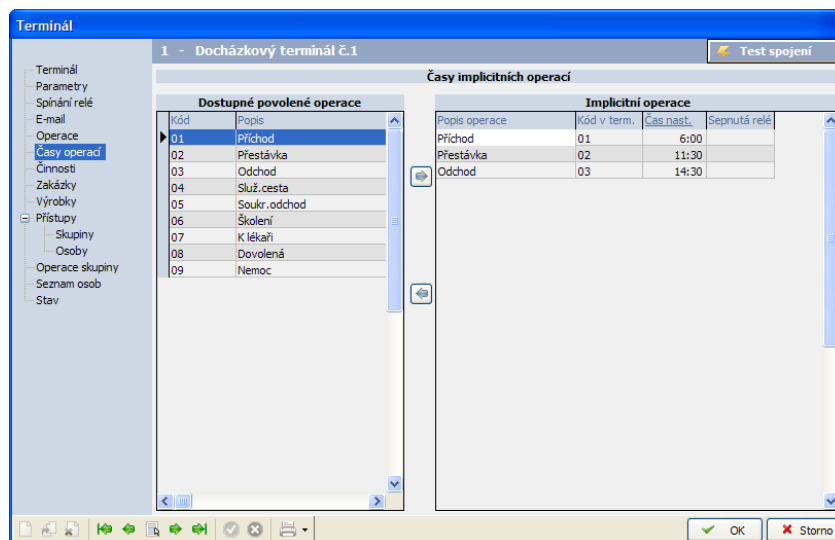 Terminál
1 - Docházkový terminál č.1
Test spojení
Terminál
Parametry
Spínání relé
E-mail
Operace
Časy operací
Činnosti
Zakázky
Výrobky
Přístupy
Skupiny
Osoby
Operace skupiny
Seznam osob
Stav
Časy implicitních operací
Dostupné povolené operace
Kód Popis
01 Příchod
02 Přestávka
03 Odchod
04 Služ.cesta
05 Soukr.odchod
06 Školení
07 K lékaři
08 Dovolená
09 Nemoc
Implicitní operace
Popis operace Kód v term. Čas nast. Sepnutá relé
Příchod 01 6:00
Přestávka 02 11:30
Odchod 03 14:30
OK
Storno